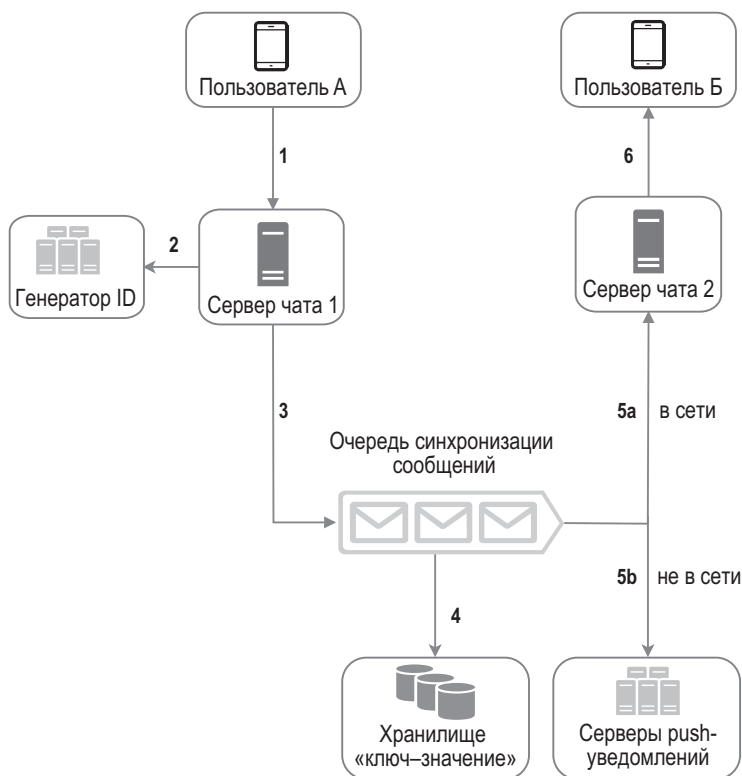 Пользователь А
Пользователь Б
1
6
2
Генератор ID
Сервер чата 1
Сервер чата 2
3
5a
в сети
Очередь синхронизации
сообщений
5b
не в сети
4
Хранилище
«ключ–значение»
Серверы push-
уведомлений